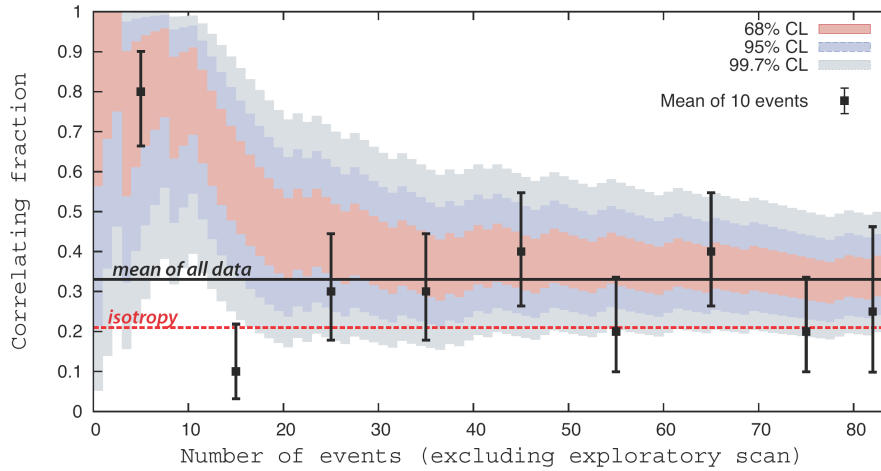 68% CL
95% CL
99.7% CL
Mean of 10 events
Correlating fraction
1
0.9
0.8
0.7
0.6
0.5
0.4
0.3
0.2
0.1
0
mean of all data
isotropy
0 10 20 30 40 50 60 70 80
Number of events (excluding exploratory scan)